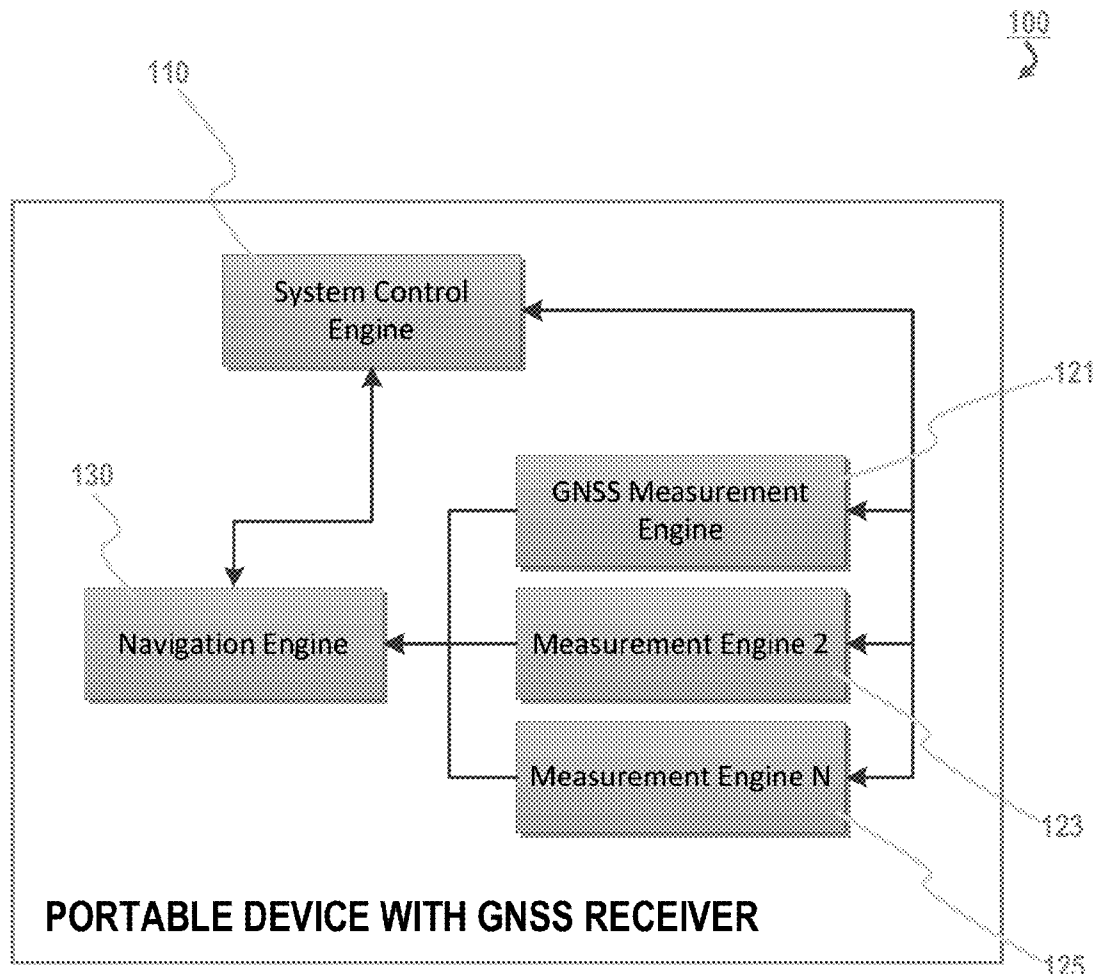 100
110
System Control
Engine
121
130
GNSS Measurement
Engine
Navigation Engine
Measurement Engine 2
Measurement Engine N
123
PORTABLE DEVICE WITH GNSS RECEIVER
125